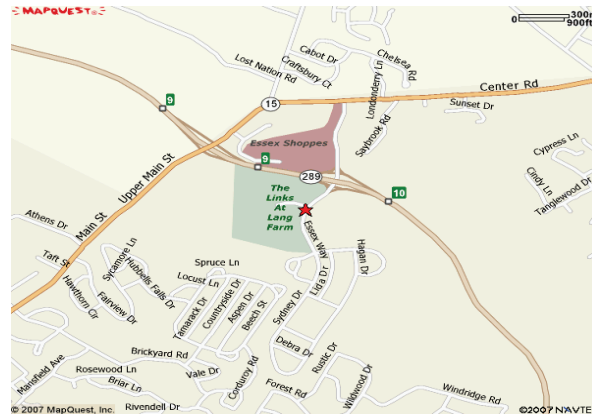 MAPQUEST
300m
900ft
Cabot Dr
Chelsea Rd
Lost Nation Rd
Craftsbury Ct
Londonderry Ln
Center Rd
9
15
Sunset Dr
Saybrook Rd
Essex Shoppes
Cypress Ln
9
289
Cindy Ln
Upper Main St
The
Links
At
Lang
Farm
10
Tanglewood Dr
Main St
Athens Dr
Essex Way
Taft St
Sycamore Ln
Hubbells Falls Dr
Spruce Ln
Hagan Dr
Locust Ln
Lida Dr
Hawthorn Cir
Fairview Dr
Tamarack Dr
Countryside Dr
Aspen Dr
Beech St
Sydney Dr
Brickyard Rd
Debra Dr
Mansfield Ave
Rosewood Ln
Vale Dr
Corduroy Rd
Rustic Dr
Briar Ln
Forest Rd
Wildwood Dr
Windridge Rd
Rivendell Dr
© 2007 MapQuest, Inc.
©2007 NAVTE